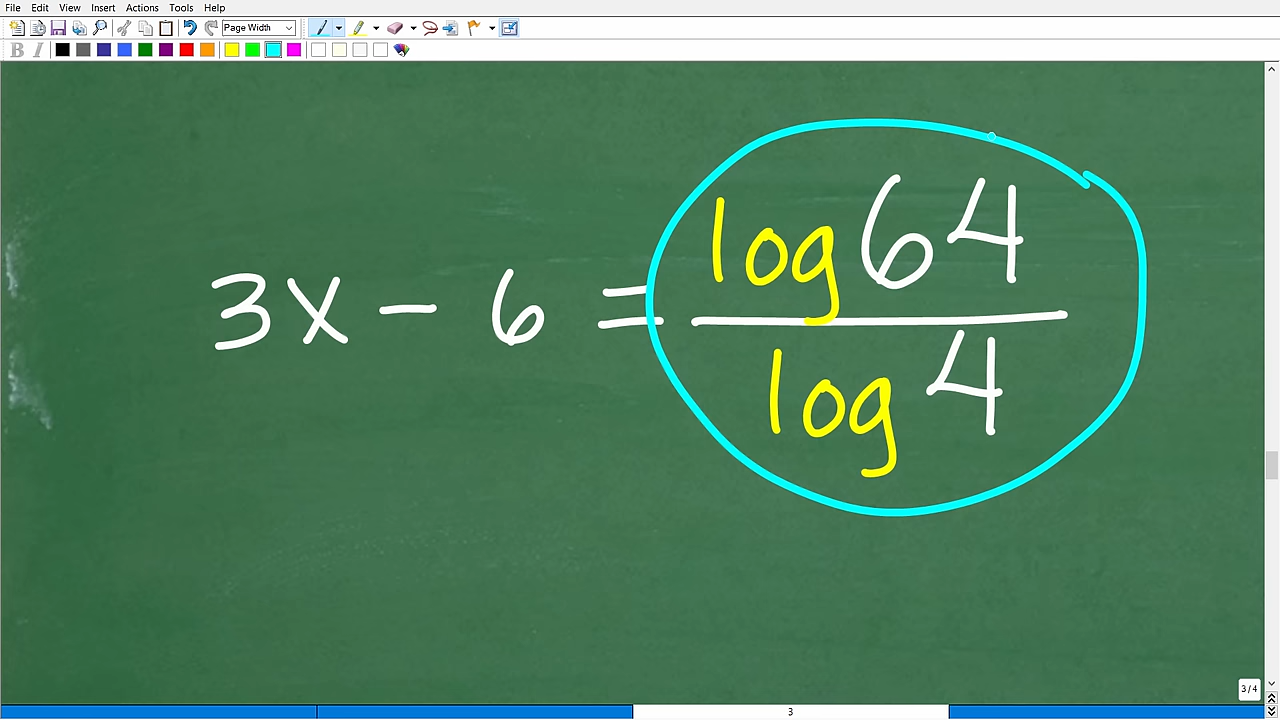 File Edit View Insert Actions Tools Help
Page Width
B I
log 64
3x - 6 =
log 4
3/4
3